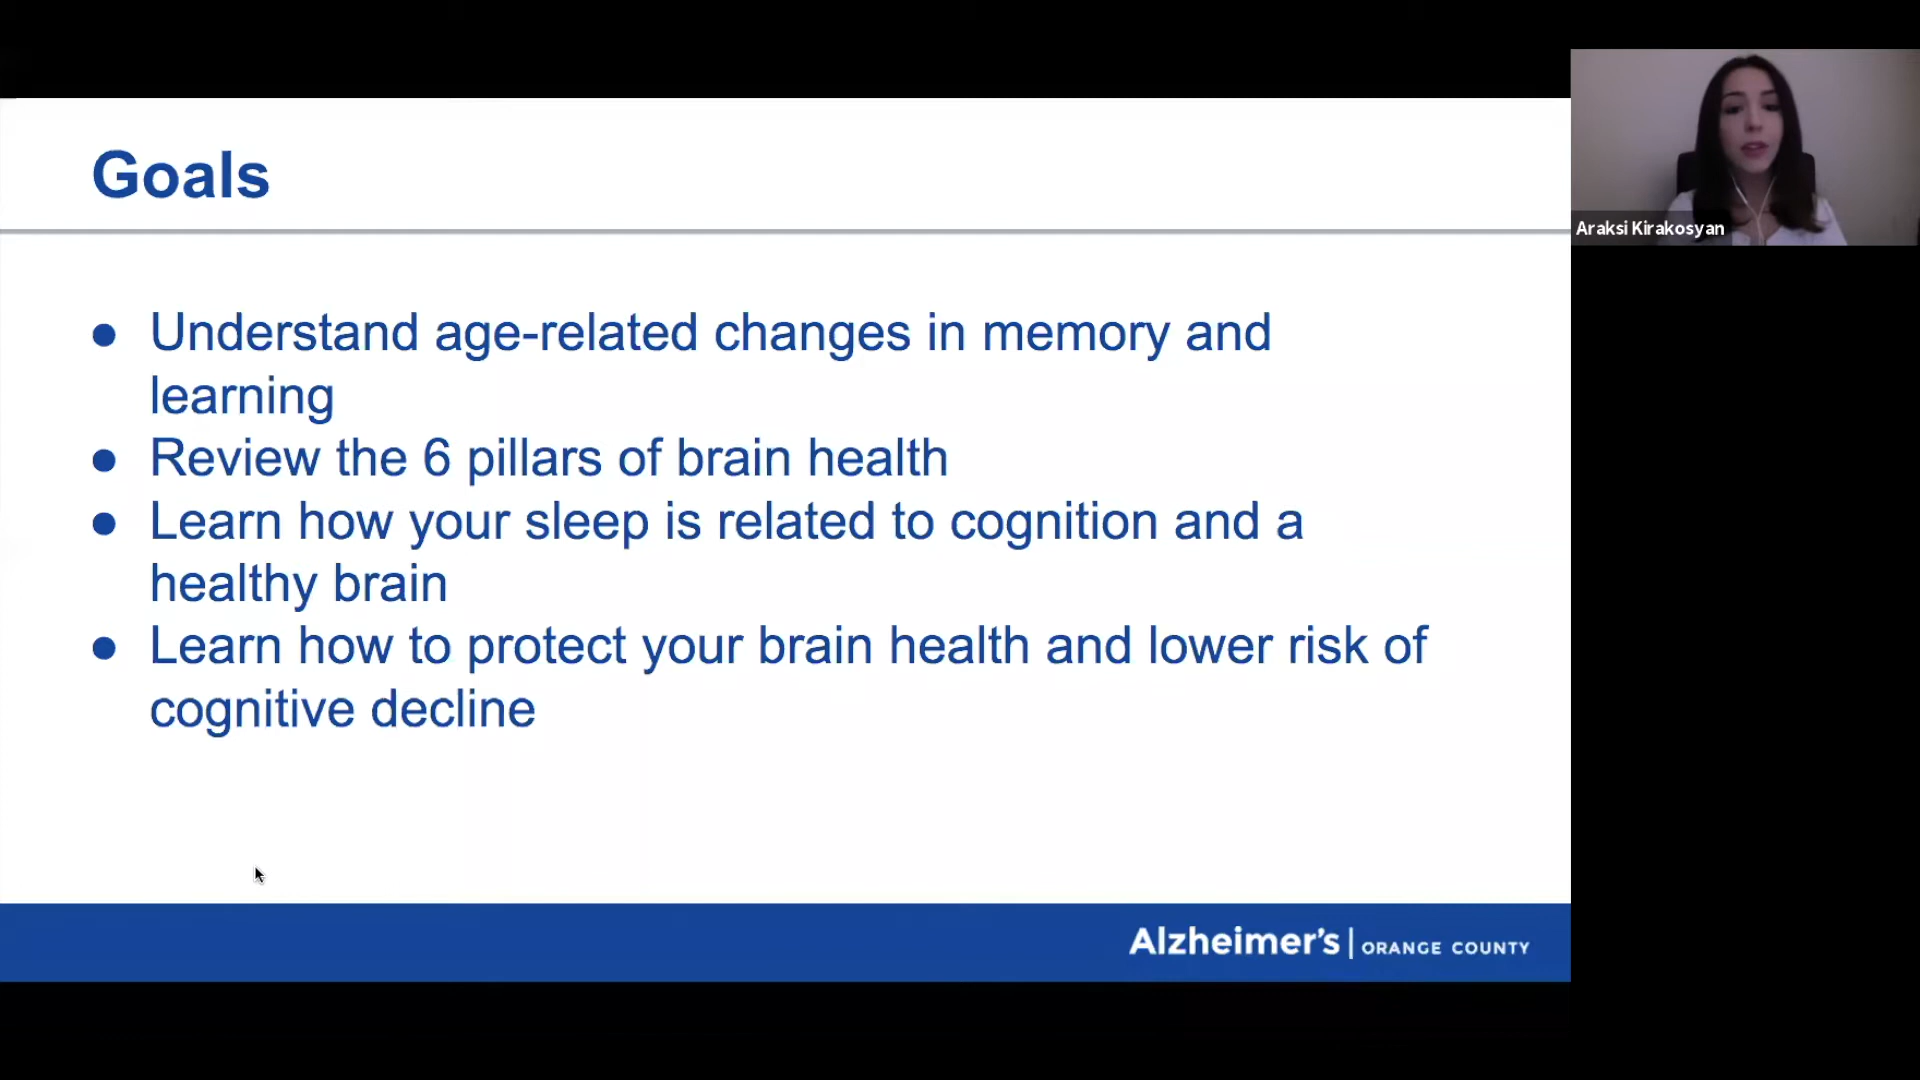 Goals
● Understand age-related changes in memory and
learning
● Review the 6 pillars of brain health
● Learn how your sleep is related to cognition and a
healthy brain
● Learn how to protect your brain health and lower risk of
cognitive decline
Alzheimer's | ORANGE COUNTY
Araksi Kirakosyan